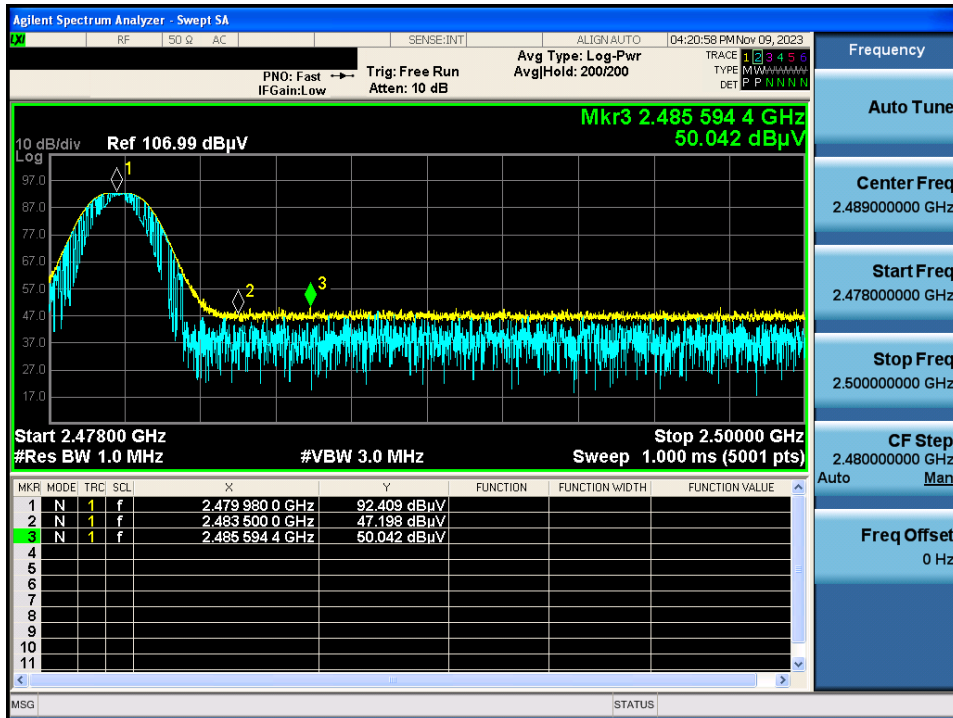 Agilent Spectrum Analyzer - Swept SA
LXI RF 50 Ω AC SENSE:INT ALIGN AUTO 04:20:58 PM Nov 09, 2023
PNO: Fast
IFGain:Low
Trig: Free Run
Atten: 10 dB
Avg Type: Log-Pwr
Avg|Hold: 200/200
TRACE 1 2 3 4 5 6
TYPE M W W W W W
DET P P N N N N
Mkr3 2.485 594 4 GHz
50.042 dBµV
10 dB/div Ref 106.99 dBµV
Log
97.0
87.0
77.0
67.0
57.0
47.0
37.0
27.0
17.0
1
2
3
Start 2.47800 GHz Stop 2.50000 GHz
#Res BW 1.0 MHz #VBW 3.0 MHz Sweep 1.000 ms (5001 pts)
MKR MODE TRC SCL X Y FUNCTION FUNCTION WIDTH FUNCTION VALUE
1 N 1 f 2.479 980 0 GHz 92.409 dBµV
2 N 1 f 2.483 500 0 GHz 47.198 dBµV
3 N 1 f 2.485 594 4 GHz 50.042 dBµV
4
5
6
7
8
9
10
11
MSG STATUS
Frequency
Auto Tune
Center Freq
2.489000000 GHz
Start Freq
2.478000000 GHz
Stop Freq
2.500000000 GHz
CF Step
2.480000000 GHz
Auto Man
Freq Offset
0 Hz